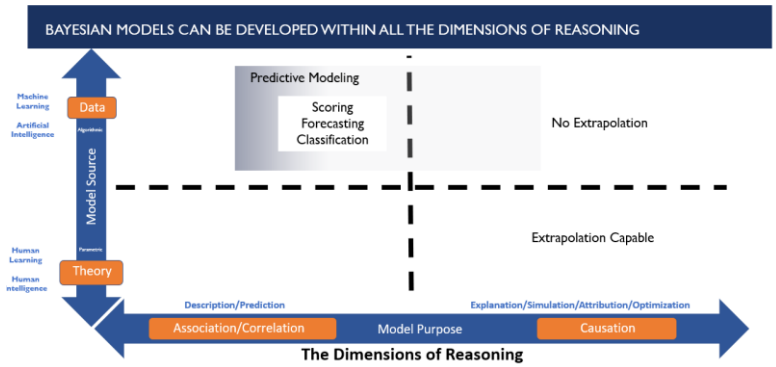 BAYESIAN MODELS CAN BE DEVELOPED WITHIN ALL THE DIMENSIONS OF REASONING
Predictive Modeling
Scoring
Forecasting
Classification
No Extrapolation
Machine
Learning
Artificial
Intelligence
Data
Algorithmic
Model Source
Parametric
Human
Learning
Human
ntelligence
Theory
Extrapolation Capable
Description/Prediction
Explanation/Simulation/Attribution/Optimization
Association/Correlation
Model Purpose
Causation
The Dimensions of Reasoning